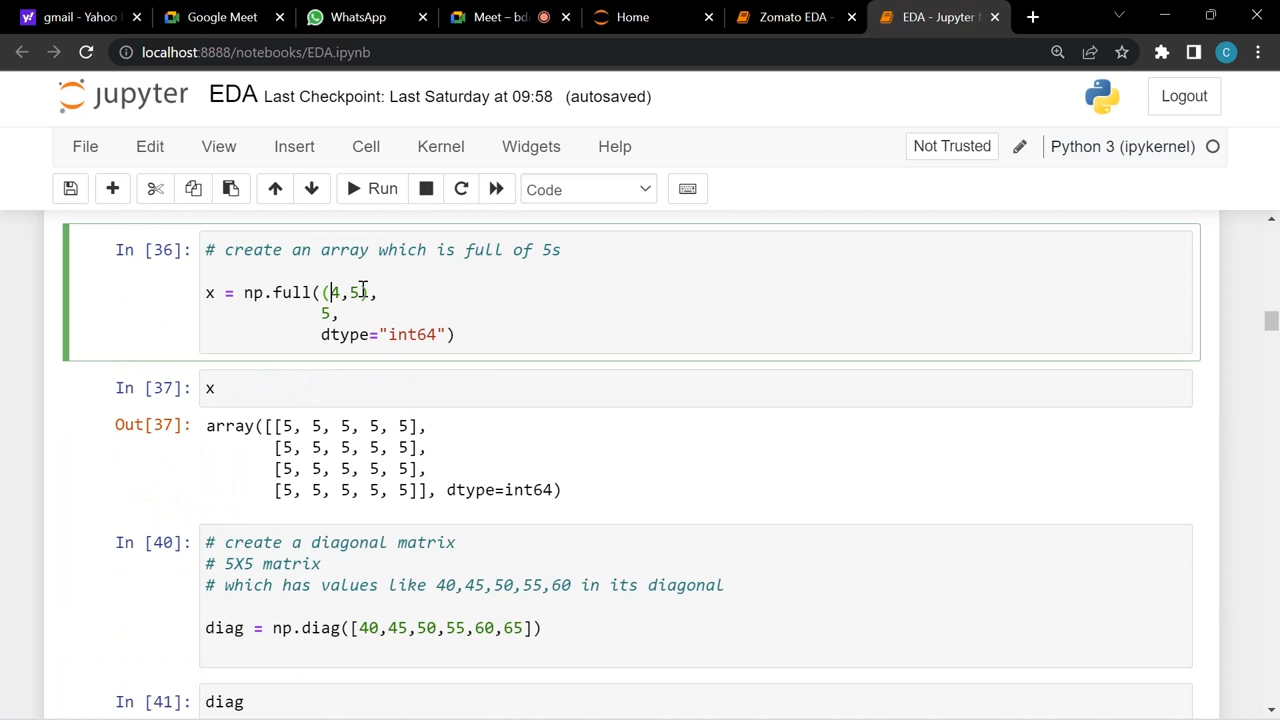 gmail - Yahoo
Google Meet
WhatsApp
Meet – bd
Home
Zomato EDA -
EDA - Jupyter
localhost:8888/notebooks/EDA.ipynb
C
jupyter EDA Last Checkpoint: Last Saturday at 09:58 (autosaved)
Logout
File Edit View Insert Cell Kernel Widgets Help
Not Trusted
Python 3 (ipykernel)
Run
Code
In [36]: # create an array which is full of 5s
x = np.full((4,5),
5,
dtype="int64")
In [37]: x
Out[37]: array([[5, 5, 5, 5, 5],
[5, 5, 5, 5, 5],
[5, 5, 5, 5, 5],
[5, 5, 5, 5, 5]], dtype=int64)
In [40]: # create a diagonal matrix
# 5X5 matrix
# which has values like 40,45,50,55,60 in its diagonal
diag = np.diag([40,45,50,55,60,65])
In [41]: diag